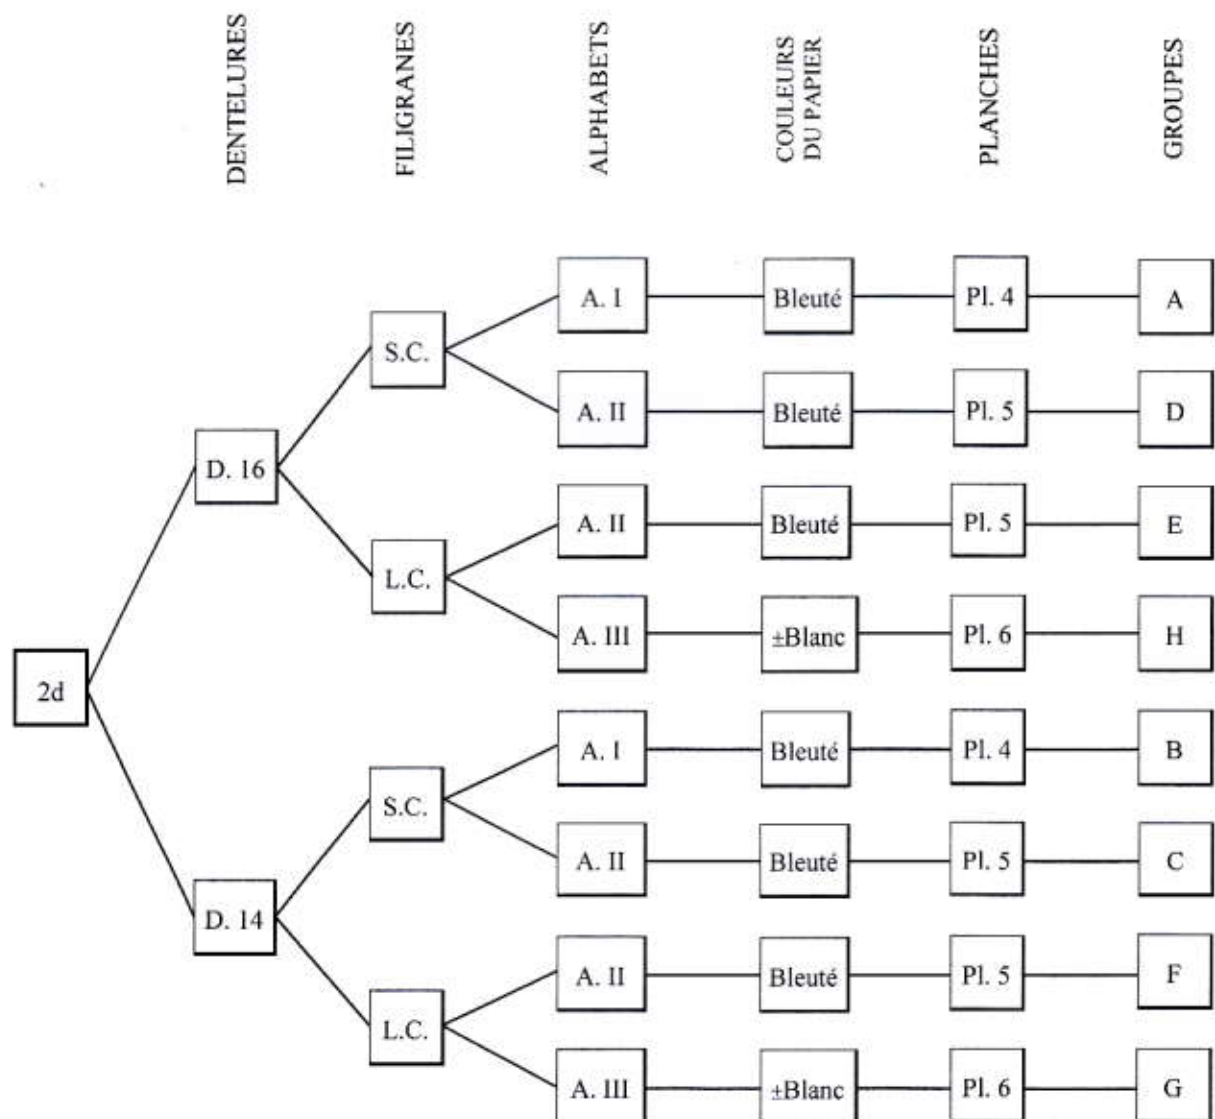 DENTELURES
FILIGRANES
ALPHABETS
COULEURS
DU PAPIER
PLANCHES
GROUPES
A. I
Bleuté
Pl. 4
A
S.C.
A. II
Bleuté
Pl. 5
D
D. 16
A. II
Bleuté
Pl. 5
E
L.C.
A. III
±Blanc
Pl. 6
H
2d
A. I
Bleuté
Pl. 4
B
S.C.
A. II
Bleuté
Pl. 5
C
D. 14
A. II
Bleuté
Pl. 5
F
L.C.
A. III
±Blanc
Pl. 6
G